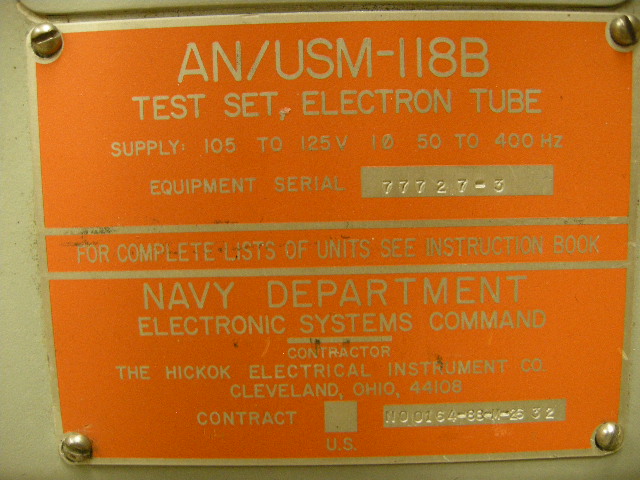 AN/USM-118B
TEST SET, ELECTRON TUBE
SUPPLY: 105 TO 125V 1Ø 50 TO 400 Hz
EQUIPMENT SERIAL 77727-3
FOR COMPLETE LISTS OF UNITS SEE INSTRUCTION BOOK
NAVY DEPARTMENT
ELECTRONIC SYSTEMS COMMAND
CONTRACTOR
THE HICKOK ELECTRICAL INSTRUMENT CO.
CLEVELAND, OHIO, 44108
CONTRACT
U.S.